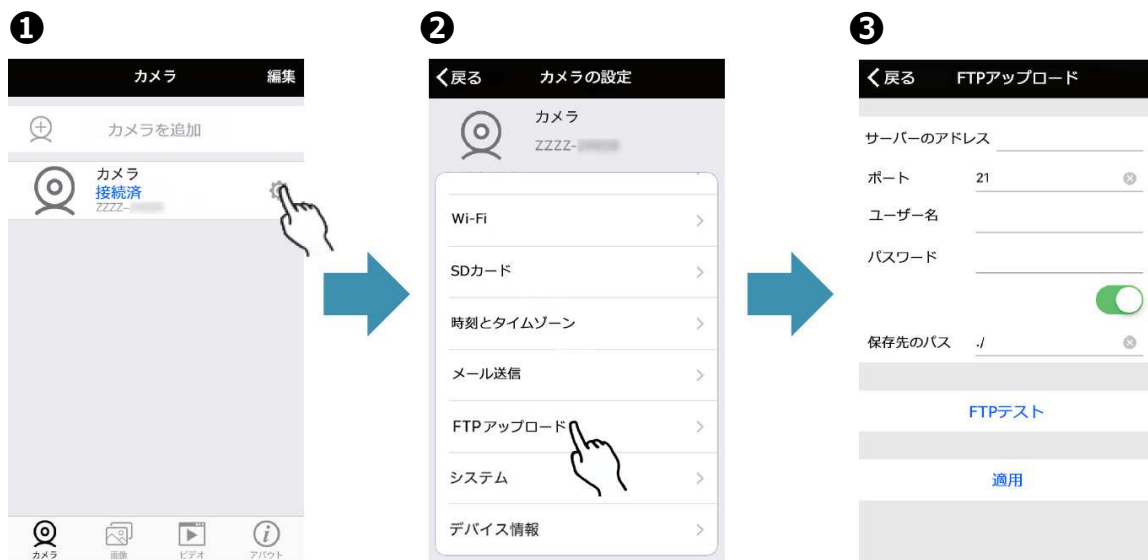 ❶
カメラ 編集
カメラを追加
カメラ
接続済
ZZZZ-
カメラ 画像 ビデオ アバウト
❷
戻る カメラの設定
カメラ
ZZZZ-
Wi-Fi
SDカード
時刻とタイムゾーン
メール送信
FTPアップロード
システム
デバイス情報
❸
戻る FTPアップロード
サーバーのアドレス
ポート 21
ユーザー名
パスワード
保存先のパス ./
FTPテスト
適用